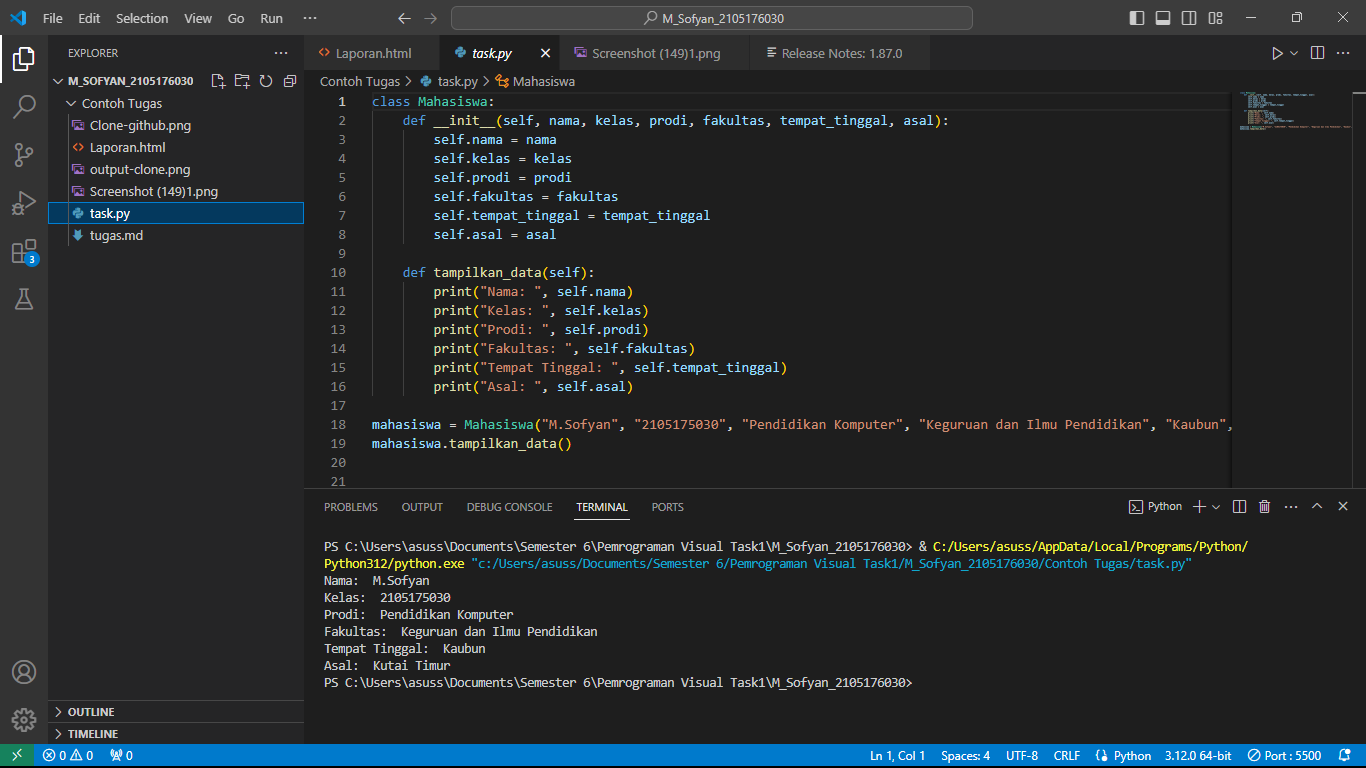 File Edit Selection View Go Run ··· M_Sofyan_2105176030
EXPLORER ···
M_SOFYAN_2105176030
Contoh Tugas
Clone-github.png
Laporan.html
output-clone.png
Screenshot (149)1.png
task.py
tugas.md
OUTLINE
TIMELINE
3
Laporan.html task.py Screenshot (149)1.png Release Notes: 1.87.0
Contoh Tugas > task.py > Mahasiswa
1 class Mahasiswa:
2 def __init__(self, nama, kelas, prodi, fakultas, tempat_tinggal, asal):
3 self.nama = nama
4 self.kelas = kelas
5 self.prodi = prodi
6 self.fakultas = fakultas
7 self.tempat_tinggal = tempat_tinggal
8 self.asal = asal
9
10 def tampilkan_data(self):
11 print("Nama: ", self.nama)
12 print("Kelas: ", self.kelas)
13 print("Prodi: ", self.prodi)
14 print("Fakultas: ", self.fakultas)
15 print("Tempat Tinggal: ", self.tempat_tinggal)
16 print("Asal: ", self.asal)
17
18 mahasiswa = Mahasiswa("M.Sofyan", "2105175030", "Pendidikan Komputer", "Keguruan dan Ilmu Pendidikan", "Kaubun",
19 mahasiswa.tampilkan_data()
20
21
PROBLEMS OUTPUT DEBUG CONSOLE TERMINAL PORTS Python
PS C:\Users\asuss\Documents\Semester 6\Pemrograman Visual Task1\M_Sofyan_2105176030> & C:/Users/asuss/AppData/Local/Programs/Python/
Python312/python.exe "c:/Users/asuss/Documents/Semester 6/Pemrograman Visual Task1/M_Sofyan_2105176030/Contoh Tugas/task.py"
Nama:  M.Sofyan
Kelas:  2105175030
Prodi:  Pendidikan Komputer
Fakultas:  Keguruan dan Ilmu Pendidikan
Tempat Tinggal:  Kaubun
Asal:  Kutai Timur
PS C:\Users\asuss\Documents\Semester 6\Pemrograman Visual Task1\M_Sofyan_2105176030>
0 0 0 Ln 1, Col 1 Spaces: 4 UTF-8 CRLF Python 3.12.0 64-bit Port : 5500